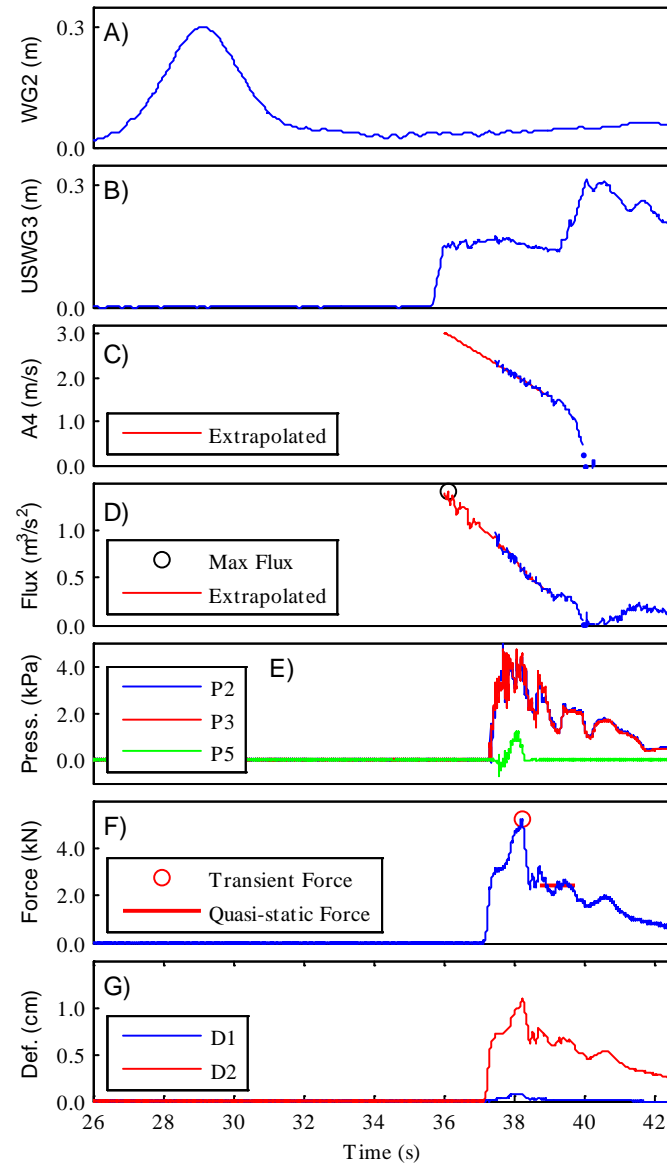 A)
WG2 (m)
0.3
0.0
B)
USWG3 (m)
0.3
0.0
C)
A4 (m/s)
3.0
2.0
1.0
0.0
Extrapolated
D)
Flux (m³/s²)
1.0
0.5
0.0
Max Flux
Extrapolated
E)
Press. (kPa)
4.0
2.0
0.0
P2
P3
P5
F)
Force (kN)
4.0
2.0
0.0
Transient Force
Quasi-static Force
G)
Def. (cm)
1.0
0.5
0.0
D1
D2
26 28 30 32 34 36 38 40 42
Time (s)